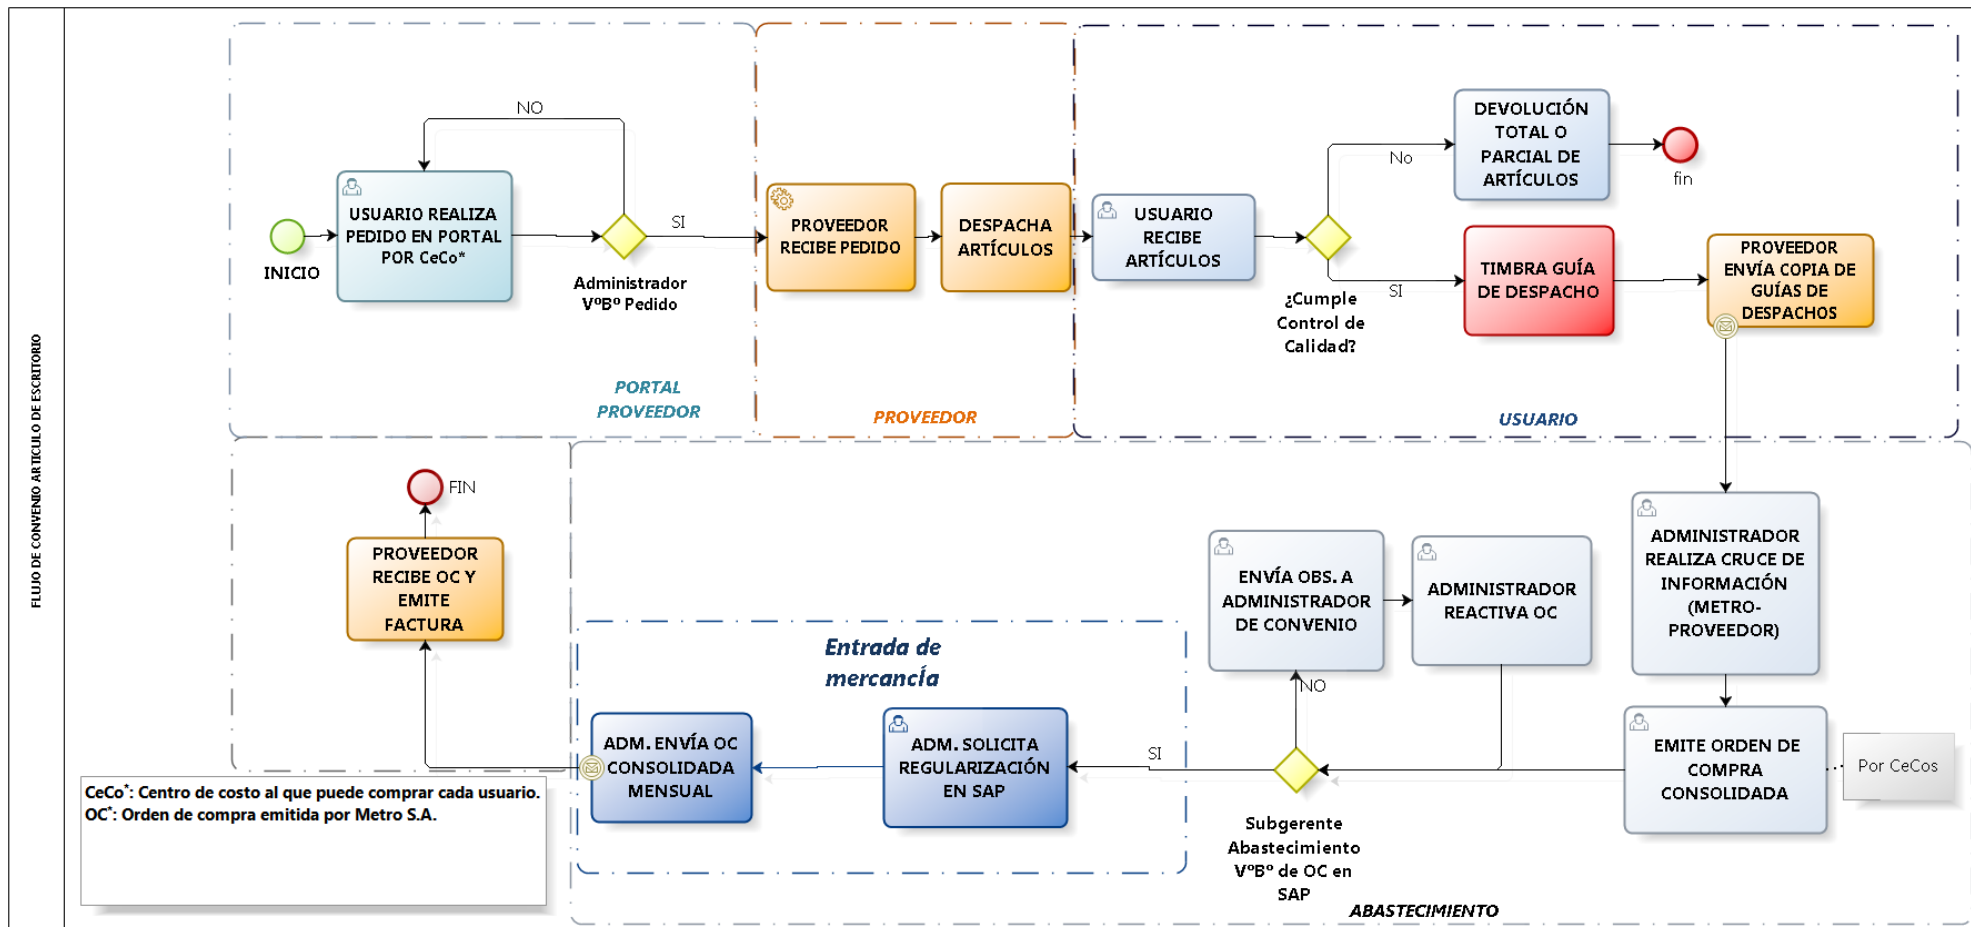 FLUJO DE CONVENIO ARTICULO DE ESCRITORIO
INICIO
USUARIO REALIZA
PEDIDO EN PORTAL
POR CeCo*
NO
Administrador
VºBº Pedido
SI
PORTAL
PROVEEDOR
PROVEEDOR
RECIBE PEDIDO
DESPACHA
ARTÍCULOS
PROVEEDOR
USUARIO
RECIBE
ARTÍCULOS
¿Cumple
Control de
Calidad?
No
DEVOLUCIÓN
TOTAL O
PARCIAL DE
ARTÍCULOS
fin
SI
TIMBRA GUÍA
DE DESPACHO
PROVEEDOR
ENVÍA COPIA DE
GUÍAS DE
DESPACHOS
USUARIO
ADMINISTRADOR
REALIZA CRUCE DE
INFORMACIÓN
(METRO-
PROVEEDOR)
EMITE ORDEN DE
COMPRA
CONSOLIDADA
Por CeCos
Subgerente
Abastecimiento
VºBº de OC en
SAP
NO
ENVÍA OBS. A
ADMINISTRADOR
DE CONVENIO
ADMINISTRADOR
REACTIVA OC
SI
Entrada de
mercancía
ADM. SOLICITA
REGULARIZACIÓN
EN SAP
ADM. ENVÍA OC
CONSOLIDADA
MENSUAL
ABASTECIMIENTO
PROVEEDOR
RECIBE OC Y
EMITE
FACTURA
FIN
CeCo*: Centro de costo al que puede comprar cada usuario.
OC*: Orden de compra emitida por Metro S.A.